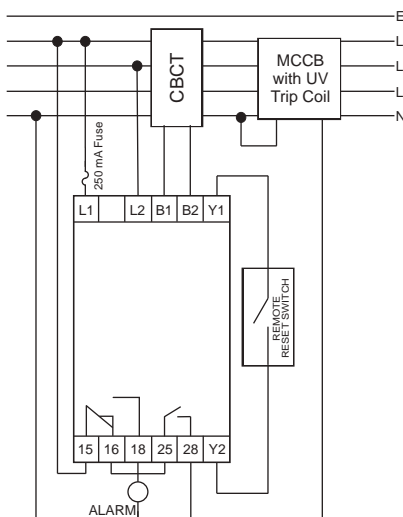 E
L
L
L
N
CBCT
MCCB
with UV
Trip Coil
250 mA Fuse
L1 L2 B1 B2 Y1
REMOTE
RESET SWITCH
15 16 18 25 28 Y2
ALARM